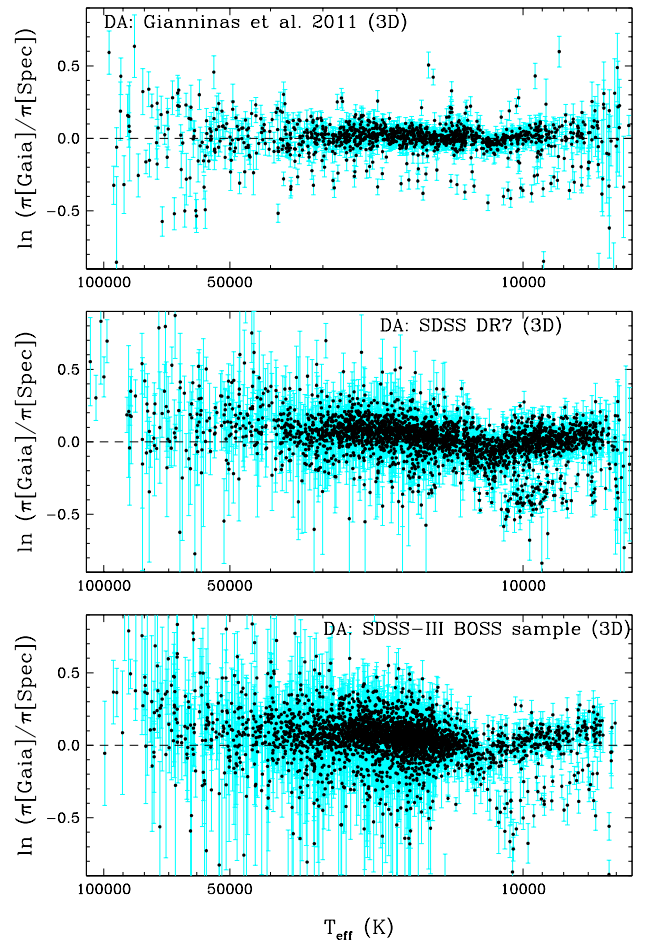 DA: Gianninas et al. 2011 (3D)
ln (π[Gaia]/π[Spec])
0.5
0.0
−0.5
100000
50000
10000
DA: SDSS DR7 (3D)
ln (π[Gaia]/π[Spec])
0.5
0.0
−0.5
100000
50000
10000
DA: SDSS−III BOSS sample (3D)
ln (π[Gaia]/π[Spec])
0.5
0.0
−0.5
100000
50000
10000
Teff (K)